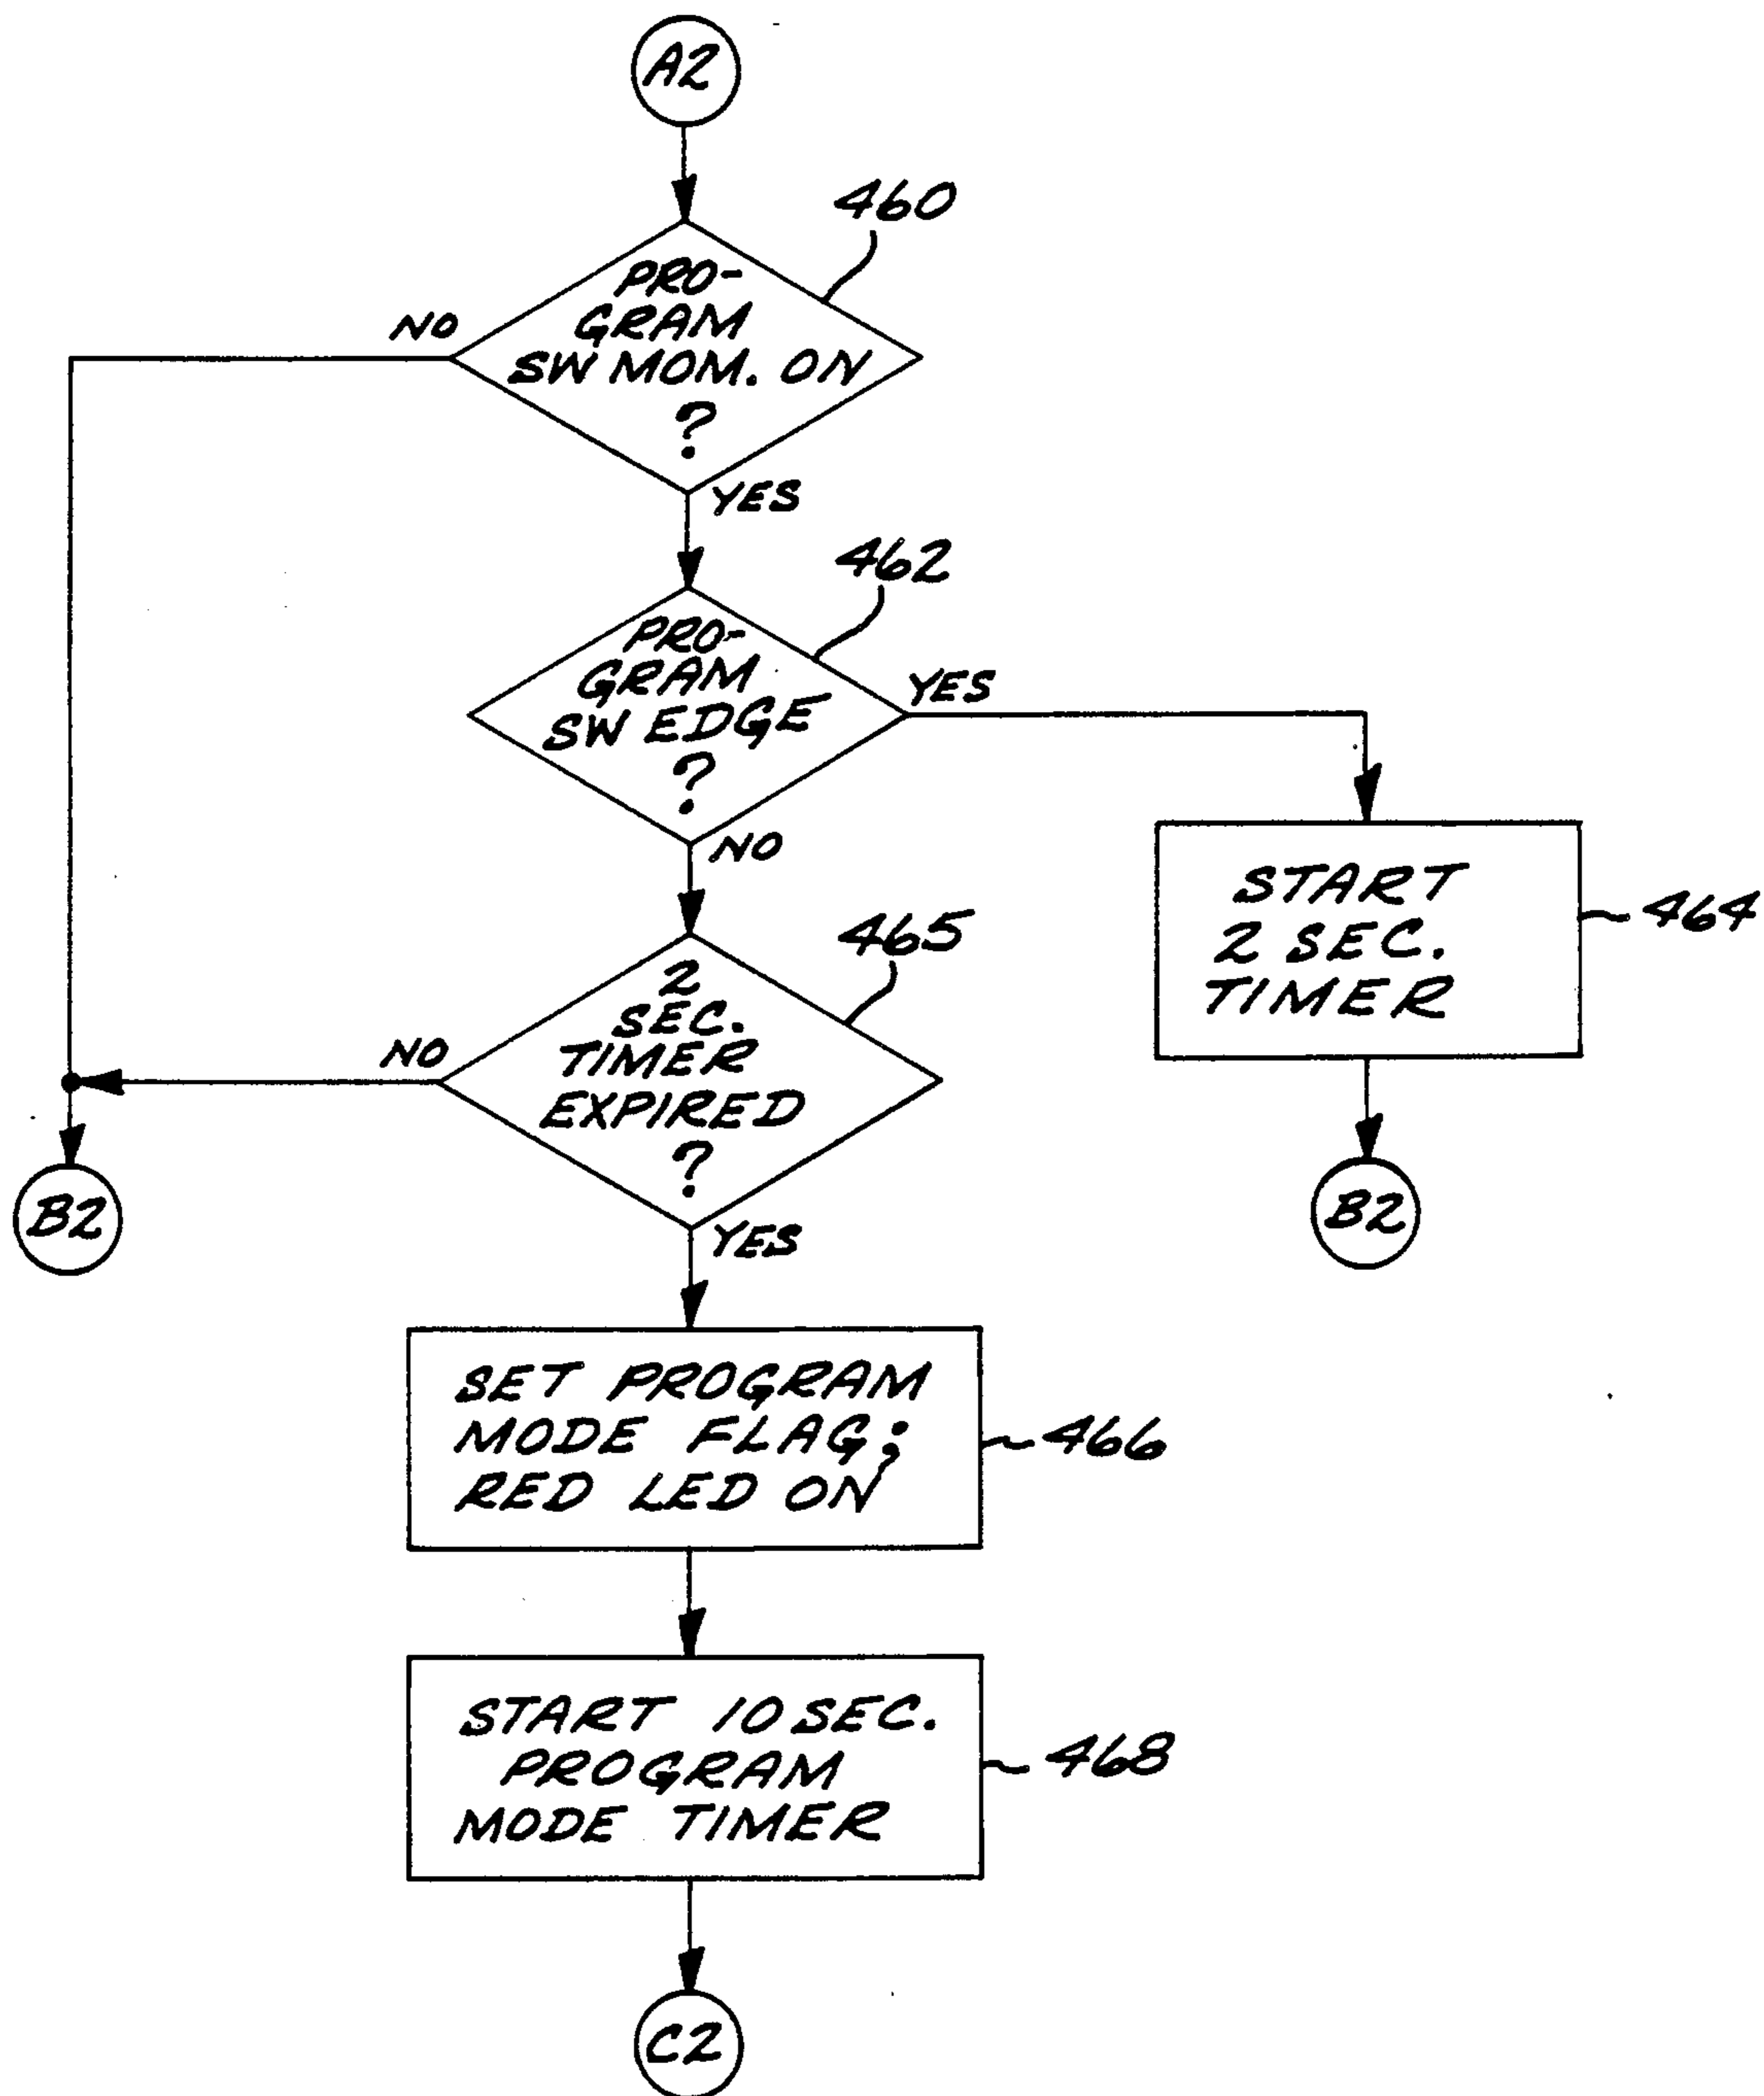 A2
460
PRO-
GRAM
SW MOM. ON
?
NO
YES
462
PRO-
GRAM
SW EDGE
?
YES
NO
START
2 SEC.
TIMER
464
465
2
SEC.
TIMER
EXPIRED
?
NO
YES
B2
B2
SET PROGRAM
MODE FLAG;
RED LED ON
466
START 10 SEC.
PROGRAM
MODE TIMER
468
C2